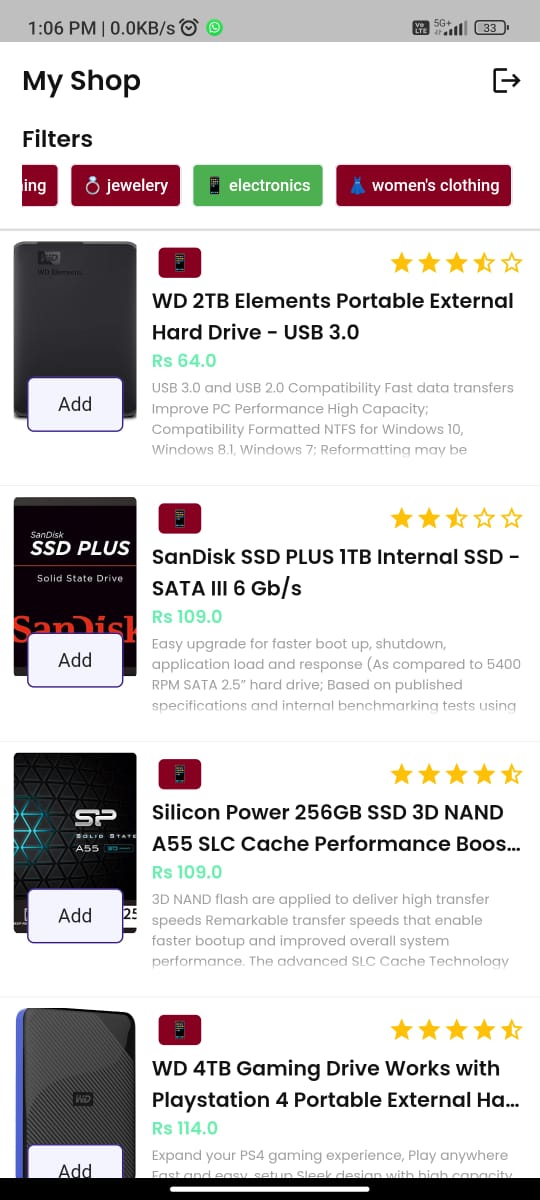 1:06 PM | 0.0KB/s
Vo LTE 5G+ 33
My Shop
Filters
ing jewelery electronics women's clothing
WD
WD Elements
WD 2TB Elements Portable External
Hard Drive - USB 3.0
Rs 64.0
USB 3.0 and USB 2.0 Compatibility Fast data transfers
Improve PC Performance High Capacity;
Compatibility Formatted NTFS for Windows 10,
Windows 8.1, Windows 7; Reformatting may be
Add
SanDisk
SSD PLUS
Solid State Drive
SanDisk
SanDisk SSD PLUS 1TB Internal SSD -
SATA III 6 Gb/s
Rs 109.0
Easy upgrade for faster boot up, shutdown,
application load and response (As compared to 5400
RPM SATA 2.5” hard drive; Based on published
specifications and internal benchmarking tests using
Add
SP
SOLID STATE
A55
Silicon Power 256GB SSD 3D NAND
A55 SLC Cache Performance Boos...
Rs 109.0
3D NAND flash are applied to deliver high transfer
speeds Remarkable transfer speeds that enable
faster bootup and improved overall system
performance. The advanced SLC Cache Technology
Add
25
WD
WD 4TB Gaming Drive Works with
Playstation 4 Portable External Ha...
Rs 114.0
Expand your PS4 gaming experience, Play anywhere
Fast and easy, setup Sleek design with high capacity
Add